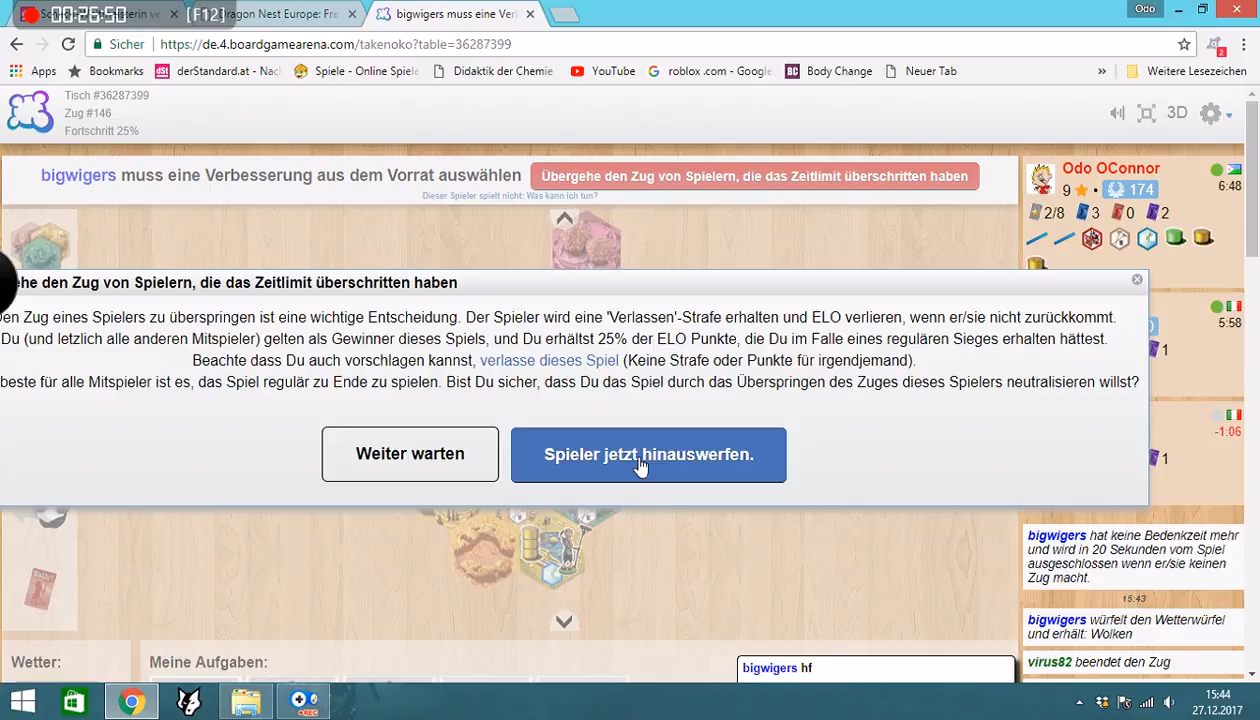 00:26:50 [F12]
Dragon Nest Europe: Fre
bigwigers muss eine Ver
Odo
Sicher https://de.4.boardgamearena.com/takenoko?table=36287399
2
Apps Bookmarks derStandard.at - Nac Spiele - Online Spiele Didaktik der Chemie YouTube roblox .com - Google Body Change Neuer Tab » Weitere Lesezeichen
Tisch #36287399
Zug #146
Fortschritt 25%
3D
bigwigers muss eine Verbesserung aus dem Vorrat auswählen Übergehe den Zug von Spielern, die das Zeitlimit überschritten haben
Dieser Spieler spielt nicht: Was kann ich tun?
Odo OConnor
9 • 174 6:48
2/8 3 0 2
he den Zug von Spielern, die das Zeitlimit überschritten haben
en Zug eines Spielers zu überspringen ist eine wichtige Entscheidung. Der Spieler wird eine 'Verlassen'-Strafe erhalten und ELO verlieren, wenn er/sie nicht zurückkommt.
Du (und letzlich alle anderen Mitspieler) gelten als Gewinner dieses Spiels, und Du erhältst 25% der ELO Punkte, die Du im Falle eines regulären Sieges erhalten hättest.
Beachte dass Du auch vorschlagen kannst, verlasse dieses Spiel (Keine Strafe oder Punkte für irgendjemand).
beste für alle Mitspieler ist es, das Spiel regulär zu Ende zu spielen. Bist Du sicher, dass Du das Spiel durch das Überspringen des Zuges dieses Spielers neutralisieren willst?
Weiter warten
Spieler jetzt hinauswerfen.
5:58
1
-1:06
1
bigwigers hat keine Bedenkzeit mehr
und wird in 20 Sekunden vom Spiel
ausgeschlossen wenn er/sie keinen
Zug macht.
15:43
bigwigers würfelt den Wetterwürfel
und erhält: Wolken
virus82 beendet den Zug
Wetter:
Meine Aufgaben:
bigwigers hf
REC
15:44
27.12.2017